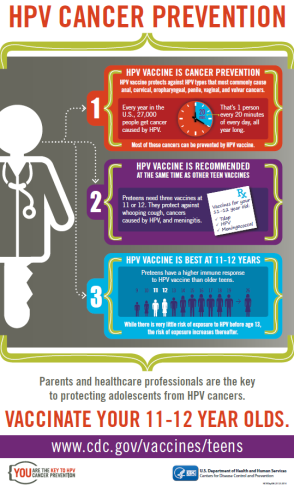 HPV CANCER PREVENTION
HPV VACCINE IS CANCER PREVENTION
HPV vaccine protects against HPV types that most commonly cause
anal, cervical, oropharyngeal, penile, vaginal, and vulvar cancers.
1
Every year in the
U.S., 27,000
people get cancer
caused by HPV.
That's 1 person
every 20 minutes
of every day, all
year long.
Most of these cancers can be prevented by HPV vaccine.
HPV VACCINE IS RECOMMENDED
AT THE SAME TIME AS OTHER TEEN VACCINES
2
Preteens need three vaccines at
11 or 12. They protect against
whooping cough, cancers
caused by HPV, and meningitis.
Rx
Vaccines for your
11-12 year old:
- Tdap
- HPV
- Meningococcal
HPV VACCINE IS BEST AT 11-12 YEARS
3
Preteens have a higher immune response
to HPV vaccine than older teens.
11 12
While there is very little risk of exposure to HPV before age 13,
the risk of exposure increases thereafter.
Parents and healthcare professionals are the key
to protecting adolescents from HPV cancers.
VACCINATE YOUR 11-12 YEAR OLDS.
www.cdc.gov/vaccines/teens
YOU ARE THE KEY TO HPV
CANCER PREVENTION
CDC
U.S. Department of Health and Human Services
Centers for Disease Control and Prevention